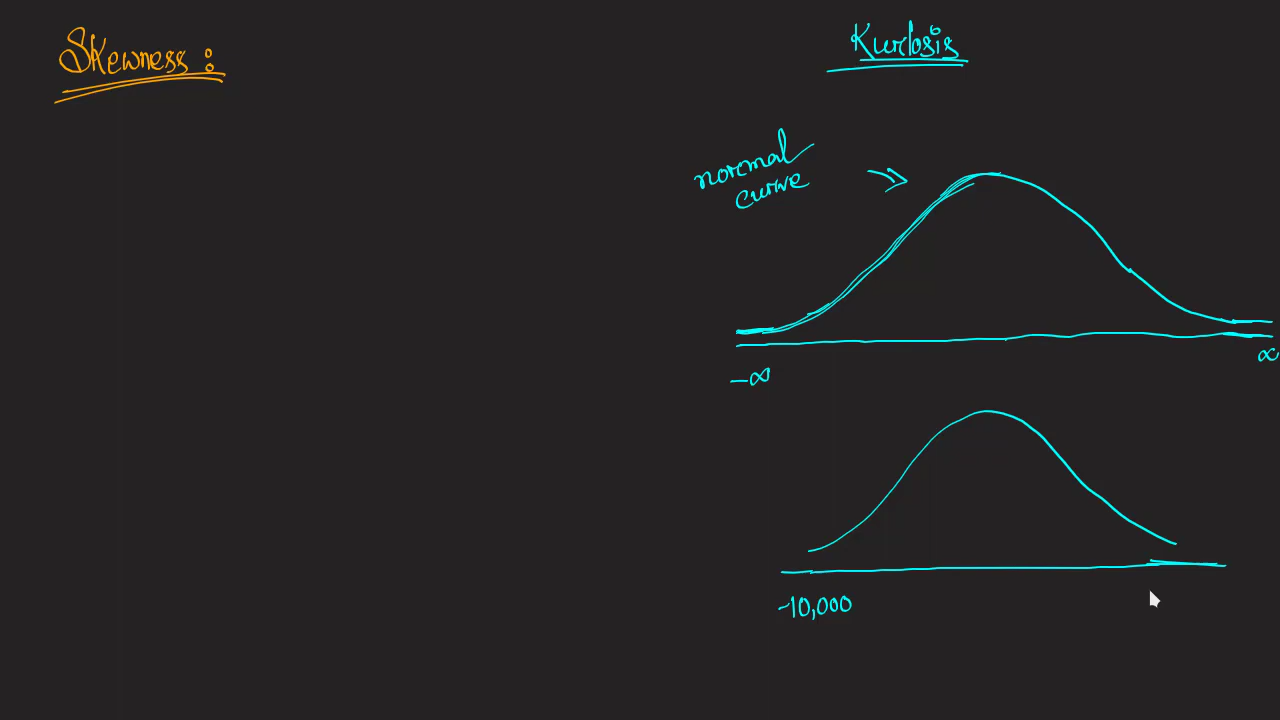 Skewness :
Kurtosis
normal
curve
-∞
∞
-10,000